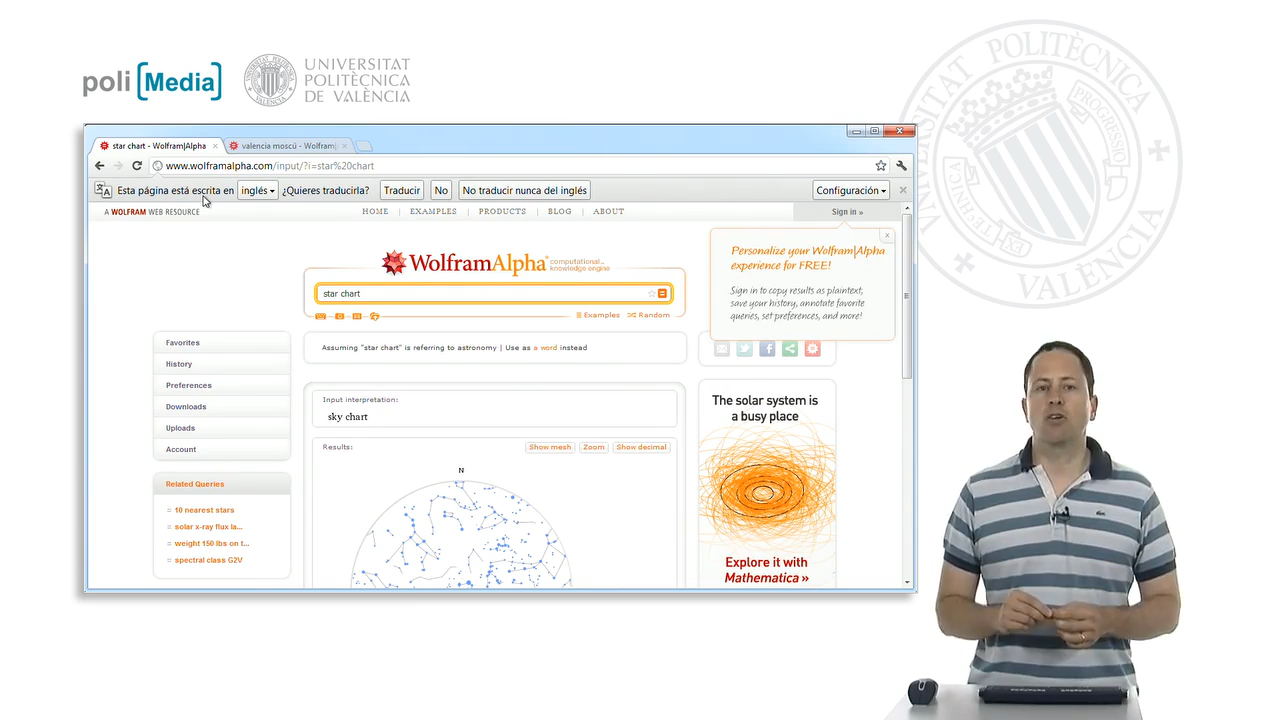 poli [Media]
UNIVERSITAT
POLITÈCNICA
DE VALÈNCIA
UNIVERSITAT POLITÈCNICA
VALÈNCIA
PROGRESSIO
star chart - Wolfram|Alpha
valencia moscú - Wolfram|
www.wolframalpha.com/input/?i=star%20chart
Esta página está escrita en inglés ¿Quieres traducirla? Traducir No No traducir nunca del inglés Configuración
A WOLFRAM WEB RESOURCE
HOME | EXAMPLES | PRODUCTS | BLOG | ABOUT
Sign in »
WolframAlpha computational...
knowledge engine
Personalize your Wolfram|Alpha
experience for FREE!
Sign in to copy results as plaintext,
save your history, annotate favorite
queries, set preferences, and more!
star chart
Examples Random
Favorites
History
Preferences
Downloads
Uploads
Account
Assuming "star chart" is referring to astronomy | Use as a word instead
Input interpretation:
sky chart
Results:
Show mesh Zoom Show decimal
N
Related Queries
10 nearest stars
solar x-ray flux la...
weight 150 lbs on t...
spectral class G2V
The solar system is
a busy place
Explore it with
Mathematica »